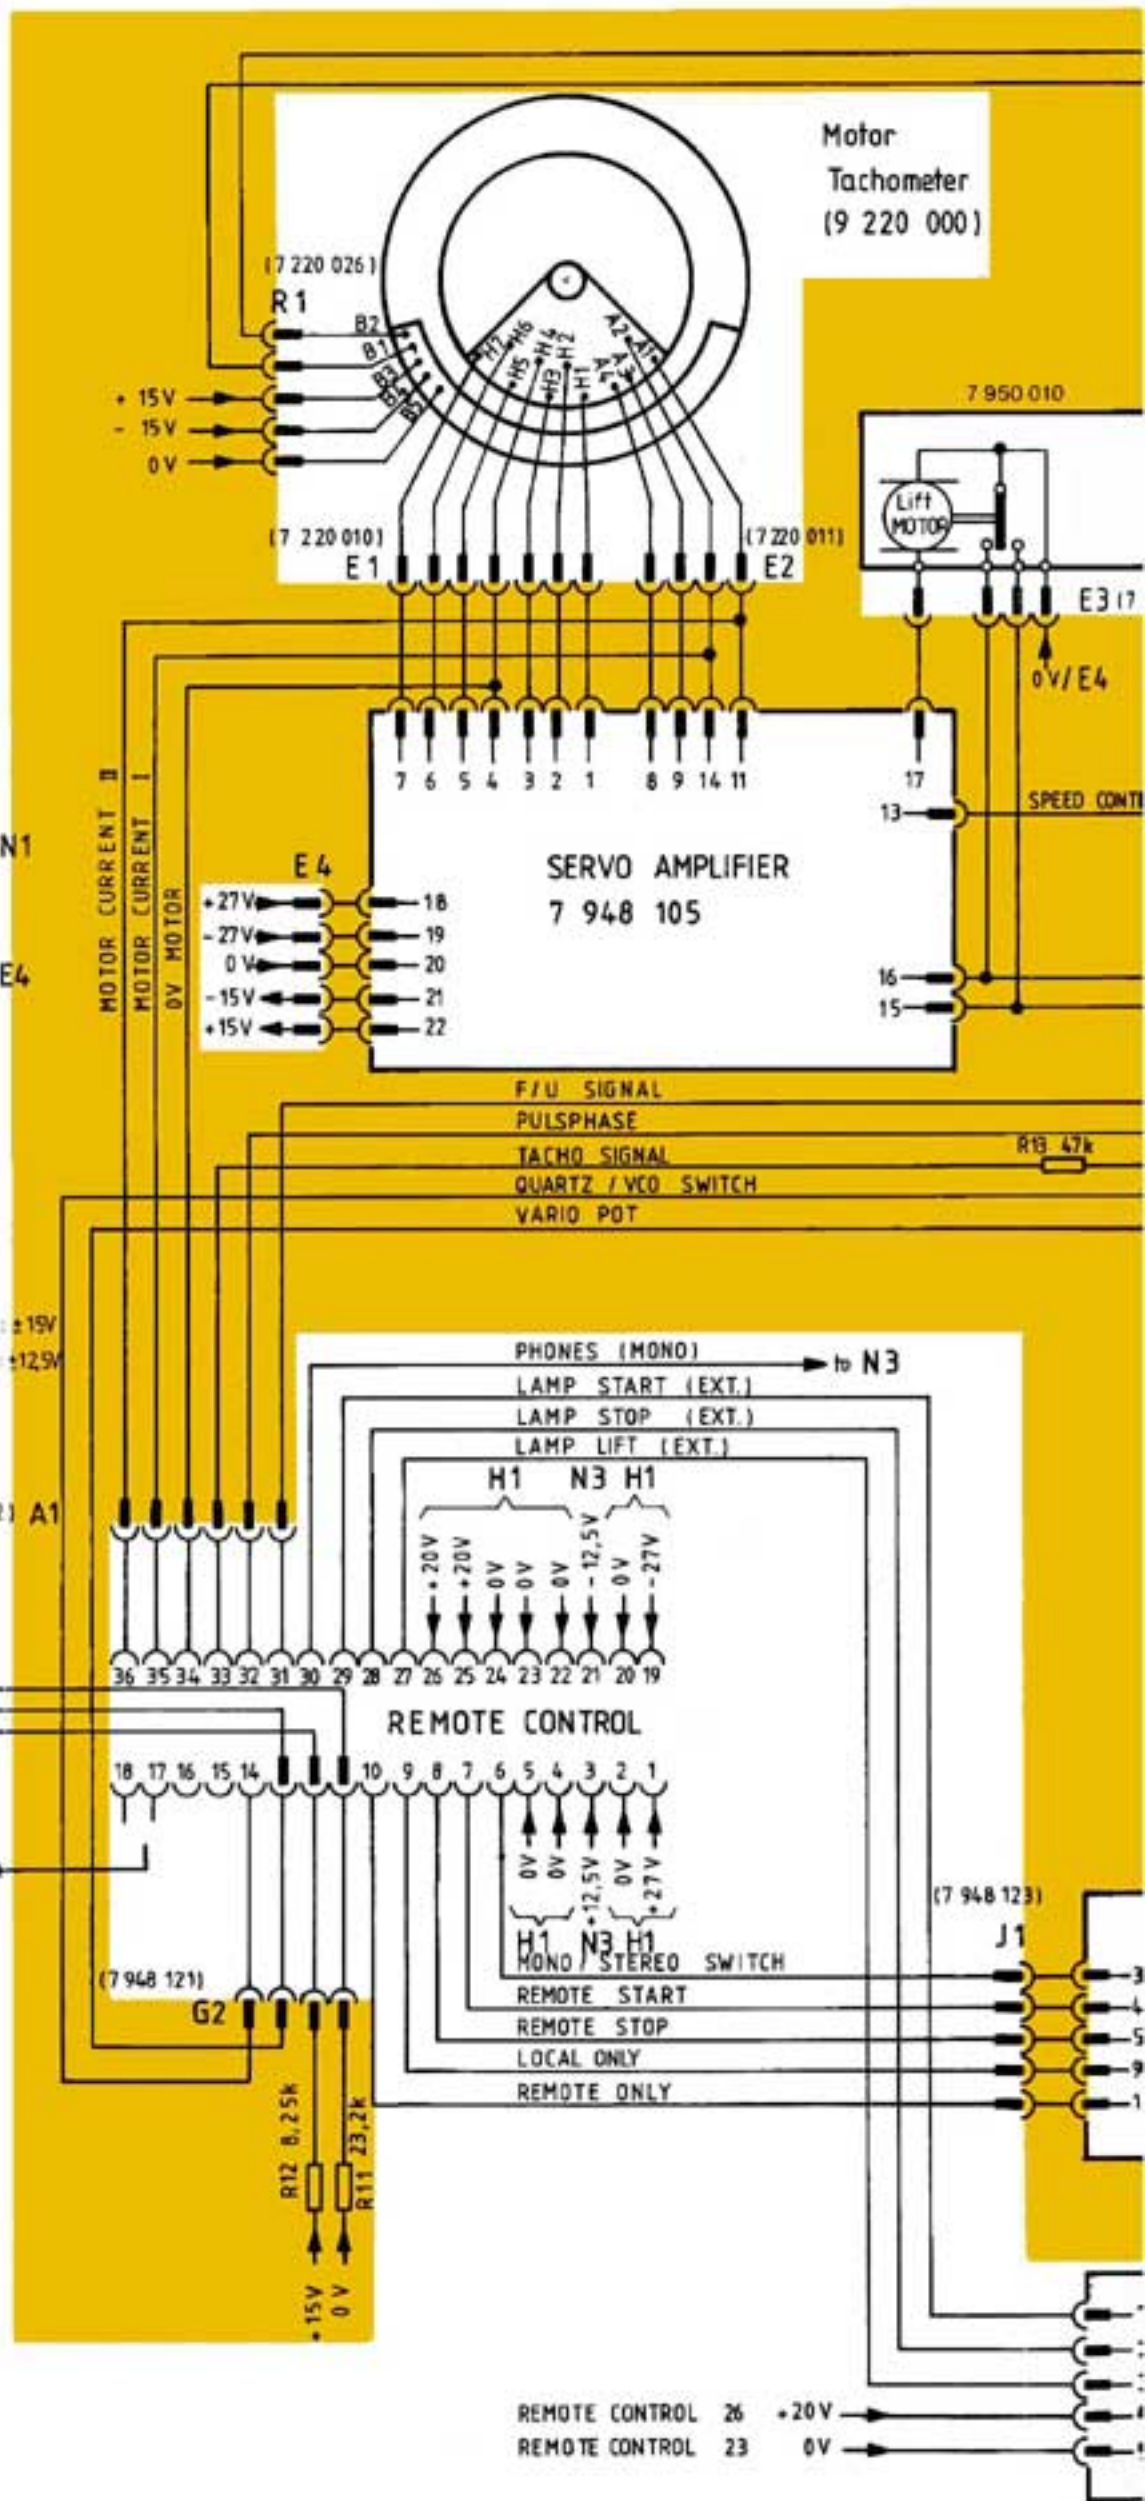 Motor
Tachometer
(9 220 000)
(7 220 026)
R1
B2
B1
B3
+ 15V
- 15V
0V
H7
H6
H5
H4
H3
H2
H1
A4
A3
A2
A1
(7 220 010)
E1
(7 220 011)
E2
7 950 010
Lift
MOTOR
E3 (7
0V/E4
7 6 5 4 3 2 1 8 9 14 11 17
13
SPEED CONT
N1
E4
MOTOR CURRENT II
MOTOR CURRENT I
0V MOTOR
E4
SERVO AMPLIFIER
7 948 105
+27V 18
-27V 19
0V 20
-15V 21
+15V 22
16
15
F/U SIGNAL
PULSPHASE
TACHO SIGNAL
R13 47k
QUARTZ / VCO SWITCH
VARIO POT
±15V
±12,5V
PHONES (MONO)
to N3
LAMP START (EXT.)
LAMP STOP (EXT.)
LAMP LIFT (EXT.)
H1 N3 H1
A1
+20V +20V 0V 0V 0V -12,5V 0V -27V
36 35 34 33 32 31 30 29 28 27 26 25 24 23 22 21 20 19
REMOTE CONTROL
18 17 16 15 14 10 9 8 7 6 5 4 3 2 1
0V 0V +12,5V 0V +27V
H1 N3 H1
(7 948 123)
J1
MONO / STEREO SWITCH
3
(7 948 121)
G2
REMOTE START
4
REMOTE STOP
5
LOCAL ONLY
9
REMOTE ONLY
1
R12 8,25k
R11 23,2k
+15V
0V
REMOTE CONTROL 26 +20V
REMOTE CONTROL 23 0V